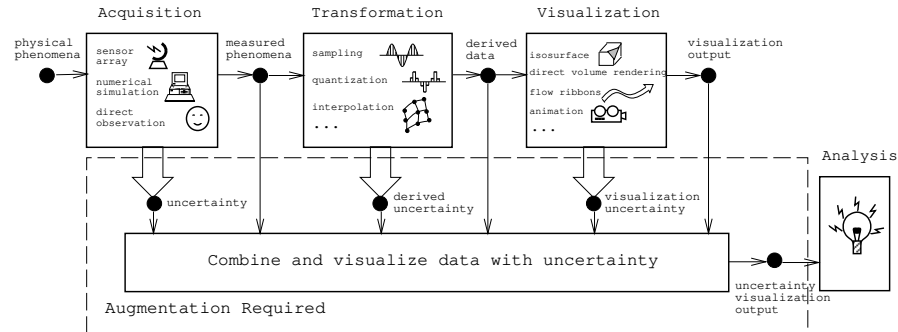 Acquisition
Transformation
Visualization
physical
phenomena
sensor
array
numerical
simulation
direct
observation
measured
phenomena
sampling
quantization
interpolation
...
derived
data
isosurface
direct volume rendering
flow ribbons
animation
...
visualization
output
Analysis
uncertainty
derived
uncertainty
visualization
uncertainty
Combine and visualize data with uncertainty
Augmentation Required
uncertainty
visualization
output